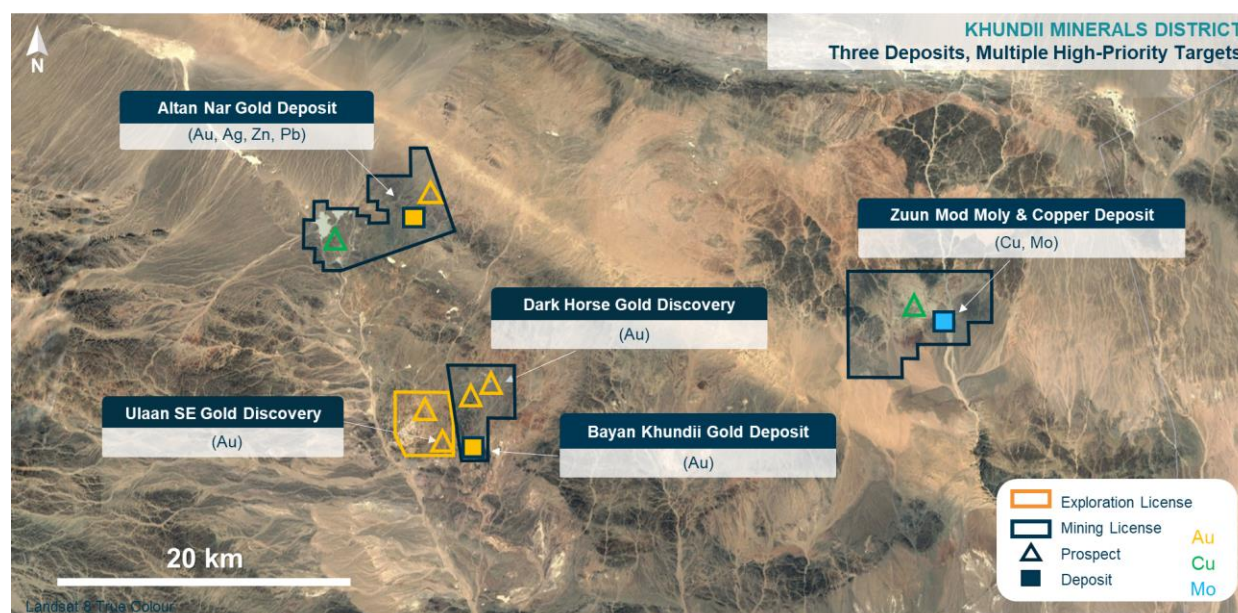 KHUNDII MINERALS DISTRICT
Three Deposits, Multiple High-Priority Targets
N
Altan Nar Gold Deposit
(Au, Ag, Zn, Pb)
Zuun Mod Moly & Copper Deposit
(Cu, Mo)
Dark Horse Gold Discovery
(Au)
Ulaan SE Gold Discovery
(Au)
Bayan Khundii Gold Deposit
(Au)
Exploration License
Mining License
Prospect
Deposit
Au
Cu
Mo
20 km
Landsat 8 True Colour